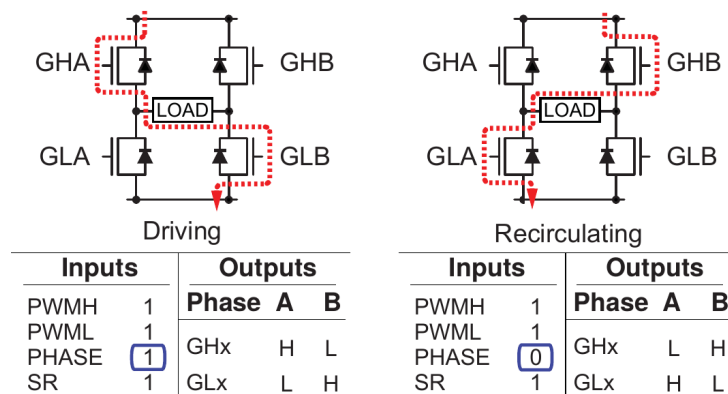 GHA GHB
LOAD
GLA GLB
Driving
Inputs Outputs
PWMH 1 Phase A B
PWML 1
PHASE 1 GHx H L
SR 1 GLx L H
GHA GHB
LOAD
GLA GLB
Recirculating
Inputs Outputs
PWMH 1 Phase A B
PWML 1
PHASE 0 GHx L H
SR 1 GLx H L